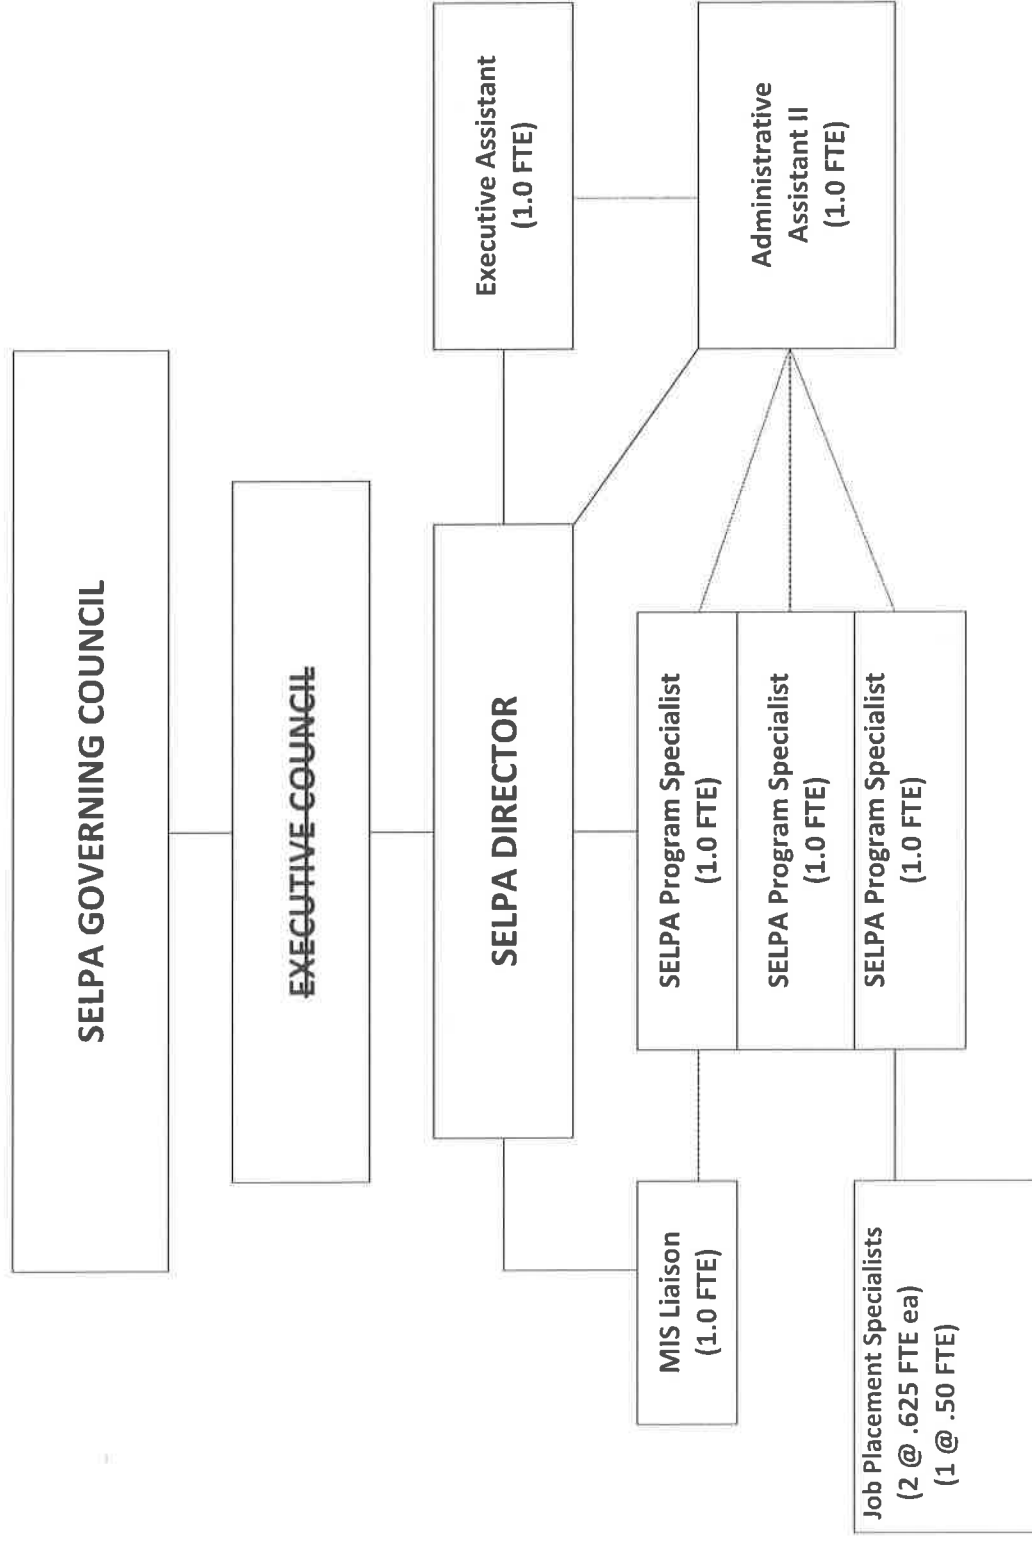 SELPA GOVERNING COUNCIL
EXECUTIVE COUNCIL
SELPA DIRECTOR
Executive Assistant
(1.0 FTE)
MIS Liaison
(1.0 FTE)
SELPA Program Specialist
(1.0 FTE)
SELPA Program Specialist
(1.0 FTE)
SELPA Program Specialist
(1.0 FTE)
Administrative
Assistant II
(1.0 FTE)
Job Placement Specialists
(2 @ .625 FTE ea)
(1 @ .50 FTE)